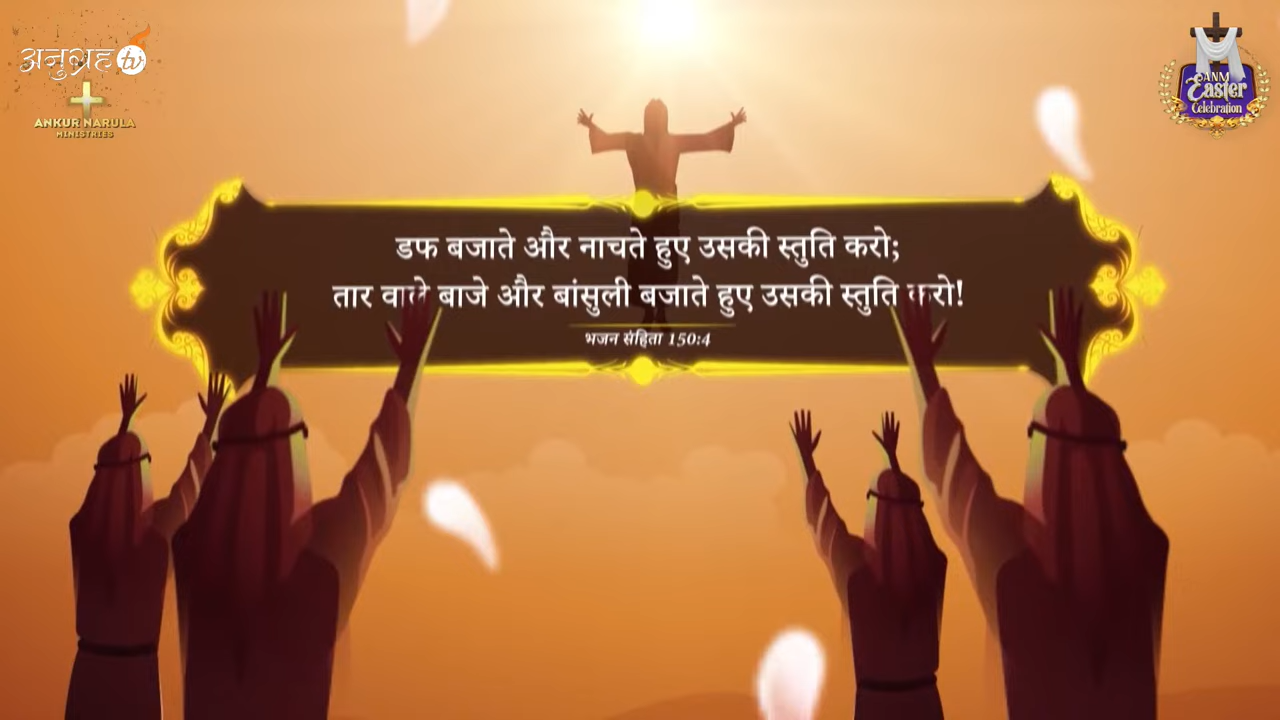 अनुग्रह tv
ANKUR NARULA
MINISTRIES
ANM
Easter
Celebration
डफ बजाते और नाचते हुए उसकी स्तुति करो;
तार वाले बाजे और बांसुली बजाते हुए उसकी स्तुति करो!
भजन संहिता 150:4